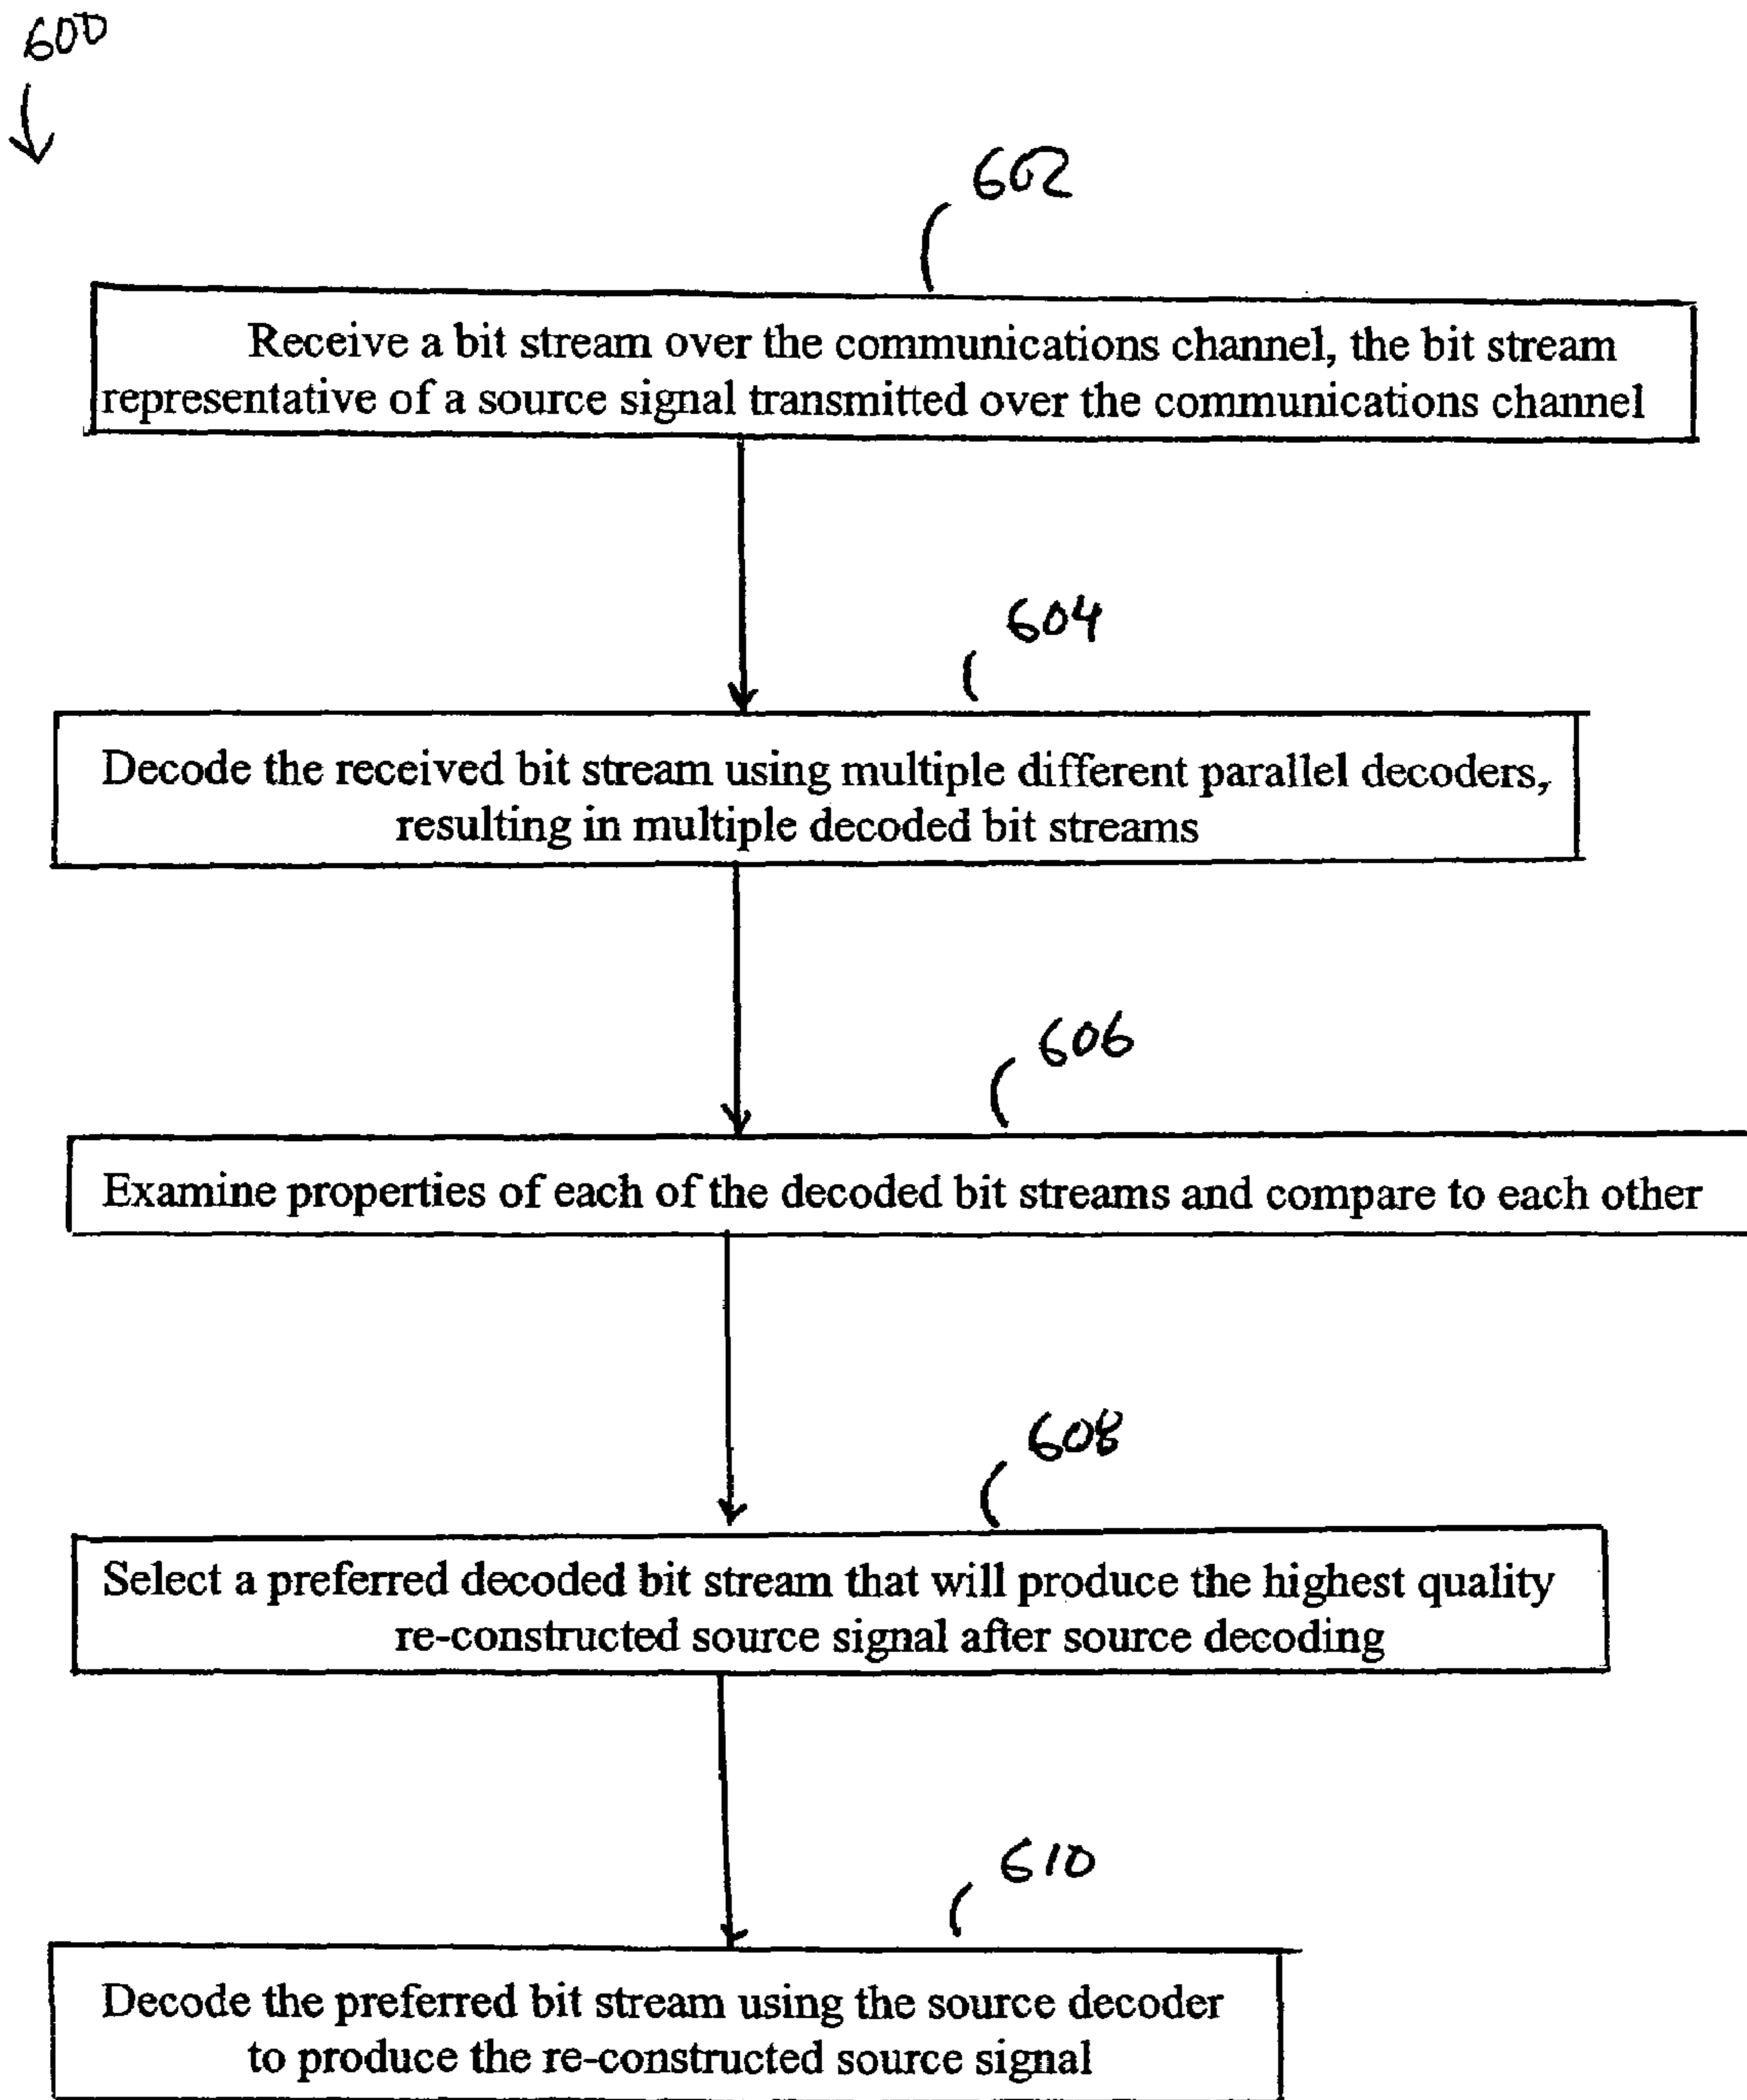 600
602
Receive a bit stream over the communications channel, the bit stream
representative of a source signal transmitted over the communications channel
604
Decode the received bit stream using multiple different parallel decoders,
resulting in multiple decoded bit streams
606
Examine properties of each of the decoded bit streams and compare to each other
608
Select a preferred decoded bit stream that will produce the highest quality
re-constructed source signal after source decoding
610
Decode the preferred bit stream using the source decoder
to produce the re-constructed source signal